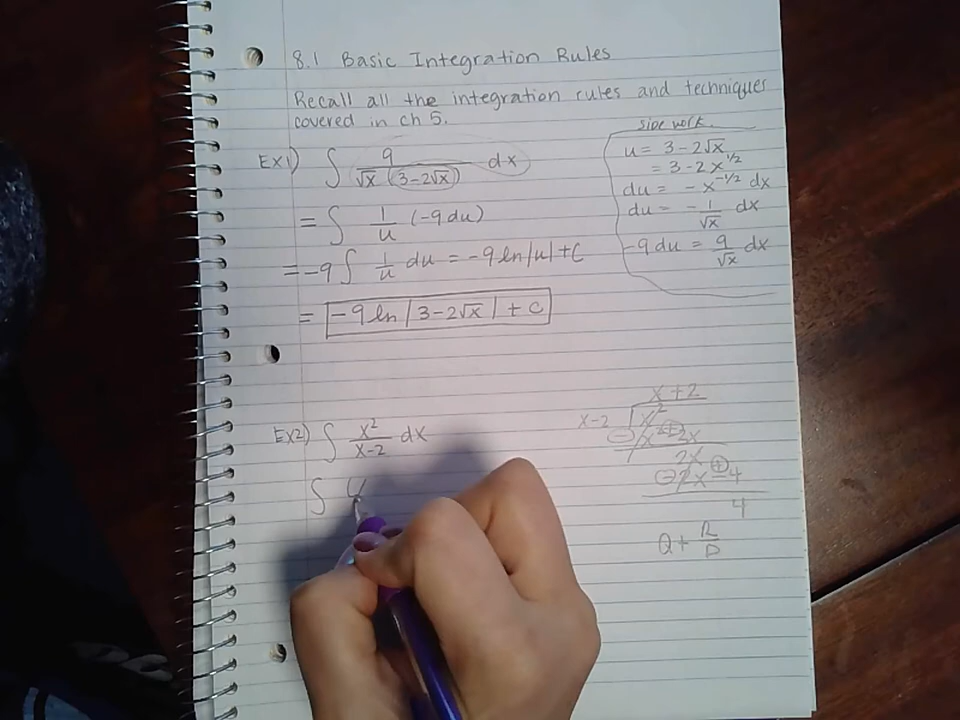 8.1 Basic Integration Rules
Recall all the integration rules and techniques
covered in ch 5.
Ex1) ∫ 9/(√x (3-2√x)) dx
= ∫ 1/u (-9 du)
= -9 ∫ 1/u du = -9 ln|u| + C
= -9 ln |3-2√x| + C
side work
u = 3-2√x
= 3-2x^1/2
du = -x^-1/2 dx
du = -1/√x dx
-9 du = 9/√x dx
Ex2) ∫ x²/(x-2) dx
∫
x+2
x-2 x²
x² 2x
2x
2x - 4
4
Q + R/D